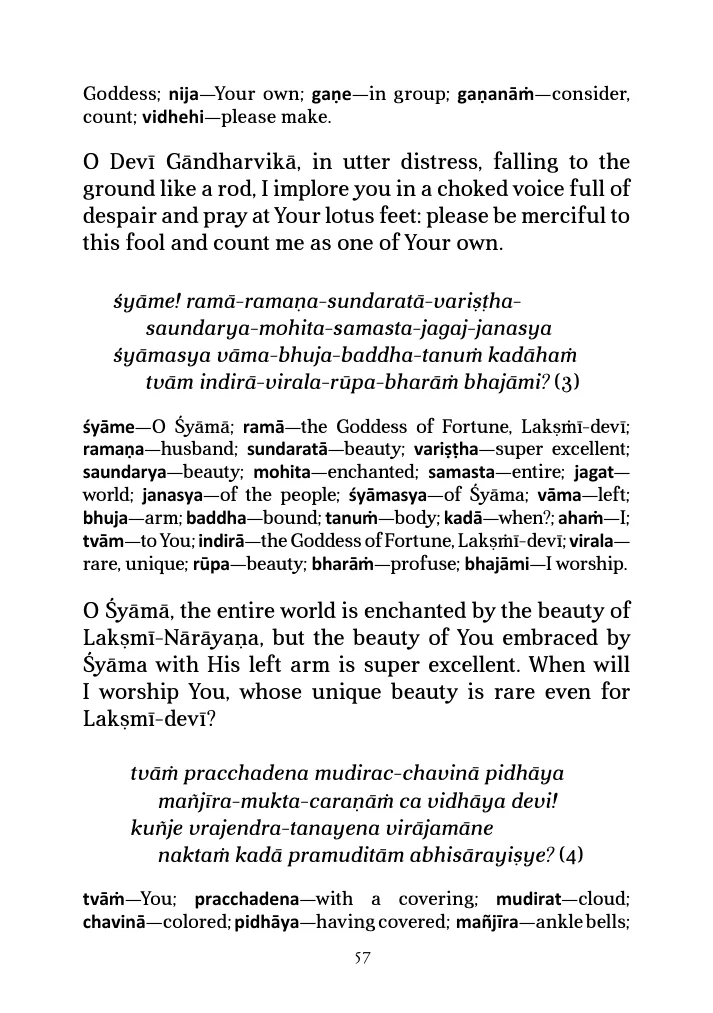 Goddess; nija—Your own; gaṇe—in group; gaṇanāṁ—consider,
count; vidhehi—please make.
O Devī Gāndharvikā, in utter distress, falling to the
ground like a rod, I implore you in a choked voice full of
despair and pray at Your lotus feet: please be merciful to
this fool and count me as one of Your own.
śyāme! ramā-ramaṇa-sundaratā-variṣṭha-
saundarya-mohita-samasta-jagaj-janasya
śyāmasya vāma-bhuja-baddha-tanuṁ kadāhaṁ
tvām indirā-virala-rūpa-bharāṁ bhajāmi? (3)
śyāme—O Śyāmā; ramā—the Goddess of Fortune, Lakṣṁī-devī;
ramaṇa—husband; sundaratā—beauty; variṣṭha—super excellent;
saundarya—beauty; mohita—enchanted; samasta—entire; jagat—
world; janasya—of the people; śyāmasya—of Śyāma; vāma—left;
bhuja—arm; baddha—bound; tanuṁ—body; kadā—when?; ahaṁ—I;
tvām—to You; indirā—the Goddess of Fortune, Lakṣṁī-devī; virala—
rare, unique; rūpa—beauty; bharāṁ—profuse; bhajāmi—I worship.
O Śyāmā, the entire world is enchanted by the beauty of
Lakṣmī-Nārāyaṇa, but the beauty of You embraced by
Śyāma with His left arm is super excellent. When will
I worship You, whose unique beauty is rare even for
Lakṣmī-devī?
tvāṁ pracchadena mudirac-chavinā pidhāya
mañjīra-mukta-caraṇāṁ ca vidhāya devi!
kuñje vrajendra-tanayena virājamāne
naktaṁ kadā pramuditām abhisārayiṣye? (4)
tvāṁ—You; pracchadena—with a covering; mudirat—cloud;
chavinā—colored; pidhāya—having covered; mañjīra—ankle bells;
57